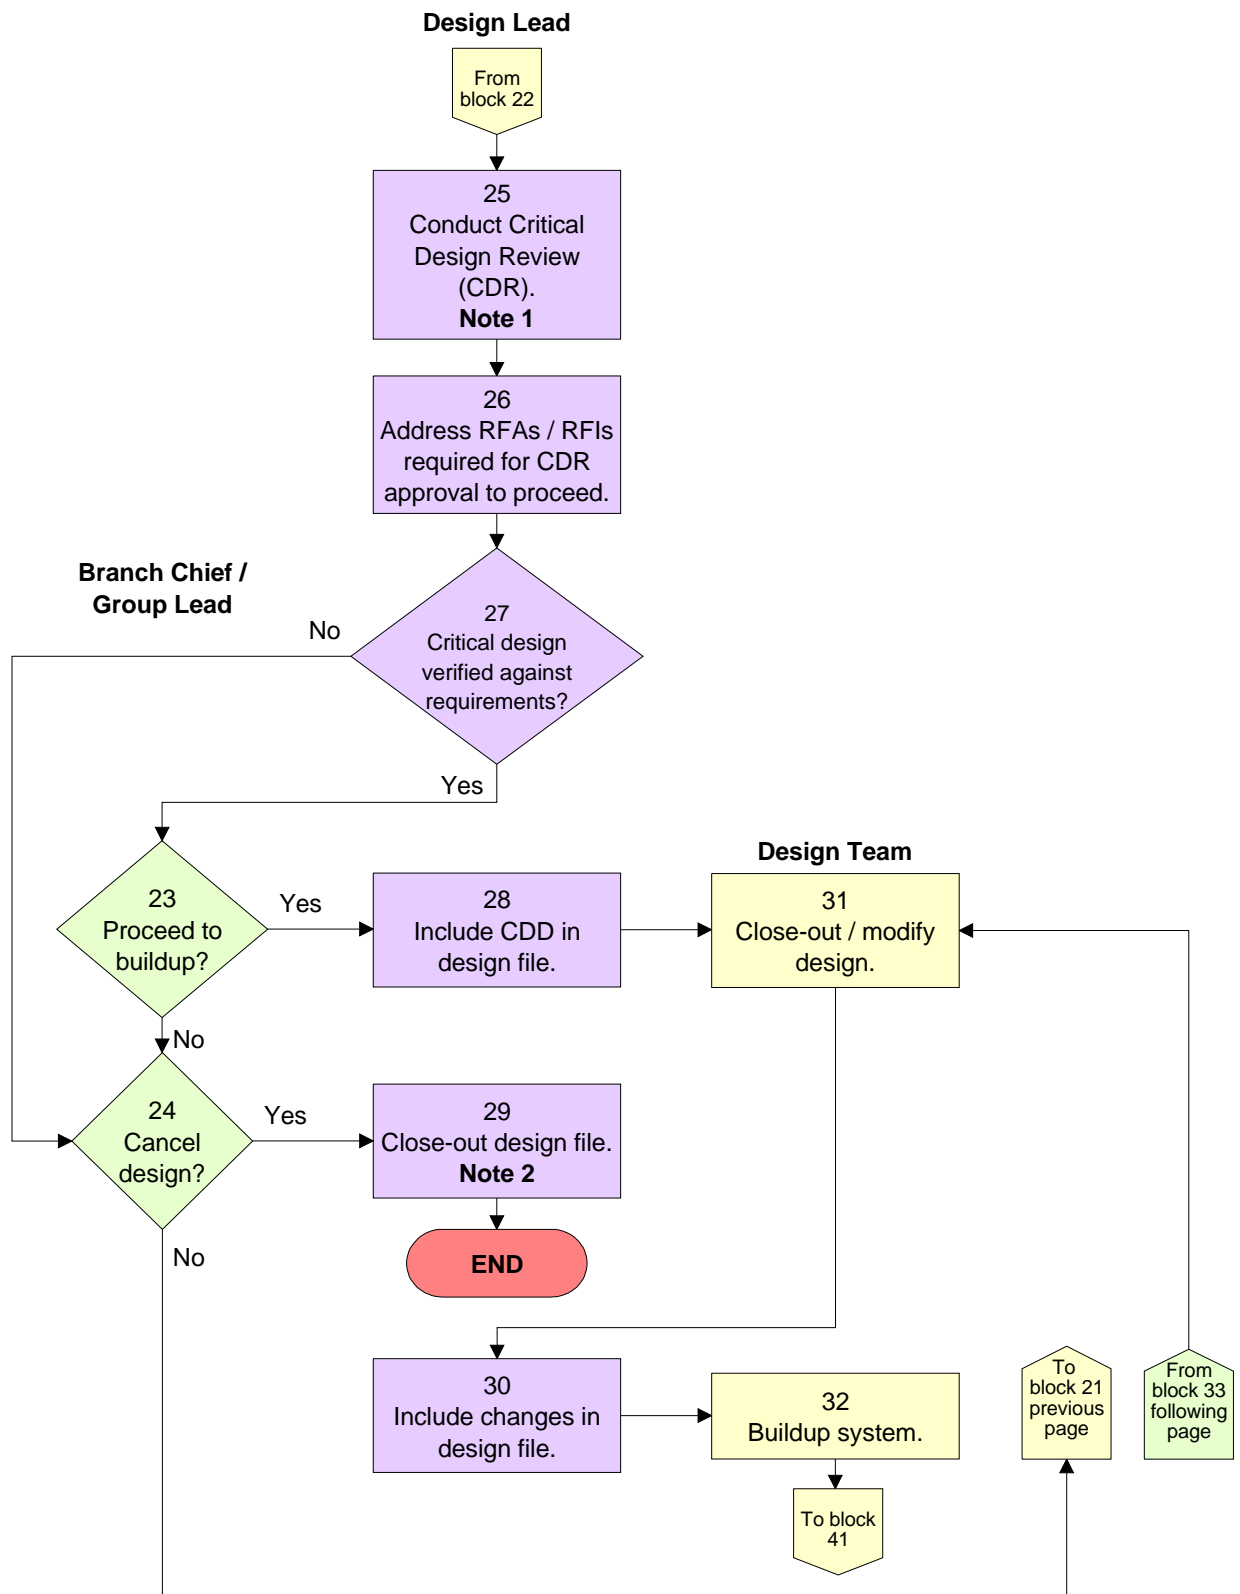 Design Lead
From
block 22
25
Conduct Critical
Design Review
(CDR).
Note 1
26
Address RFAs / RFIs
required for CDR
approval to proceed.
Branch Chief /
Group Lead
No
27
Critical design
verified against
requirements?
Yes
Design Team
23
Proceed to
buildup?
Yes
28
Include CDD in
design file.
31
Close-out / modify
design.
No
24
Cancel
design?
Yes
29
Close-out design file.
Note 2
No
END
30
Include changes in
design file.
32
Buildup system.
To
block 21
previous
page
From
block 33
following
page
To block
41